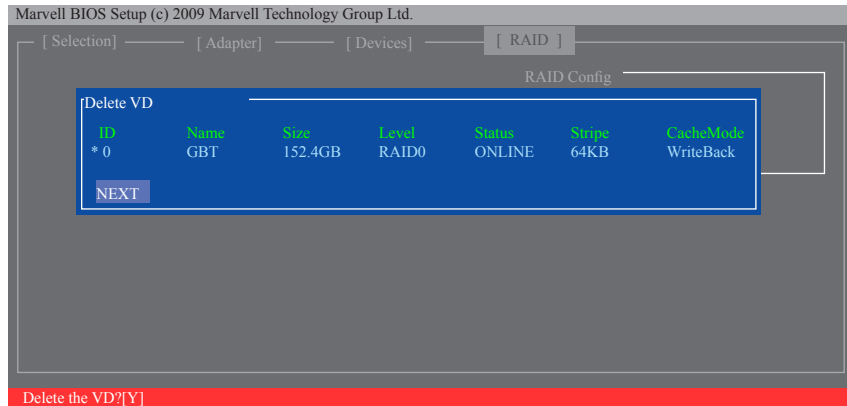 Marvell BIOS Setup (c) 2009 Marvell Technology Group Ltd.
[ Selection] [ Adapter] [ Devices] [ RAID ]
RAID Config
Delete VD
ID Name Size Level Status Stripe CacheMode
* 0 GBT 152.4GB RAID0 ONLINE 64KB WriteBack
NEXT
Delete the VD?[Y]